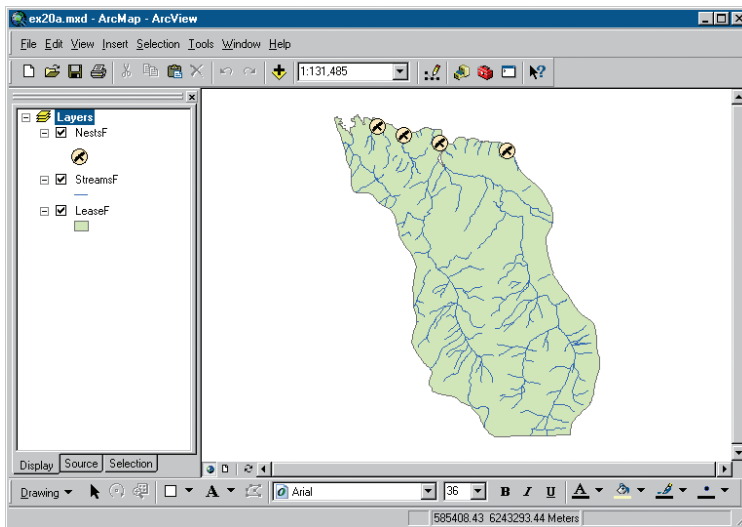 ex20a.mxd - ArcMap - ArcView
File Edit View Insert Selection Tools Window Help
1:131,485
Layers
NestsF
StreamsF
LeaseF
Display Source Selection
Drawing A Arial 36 B I U A
585408.43 6243293.44 Meters